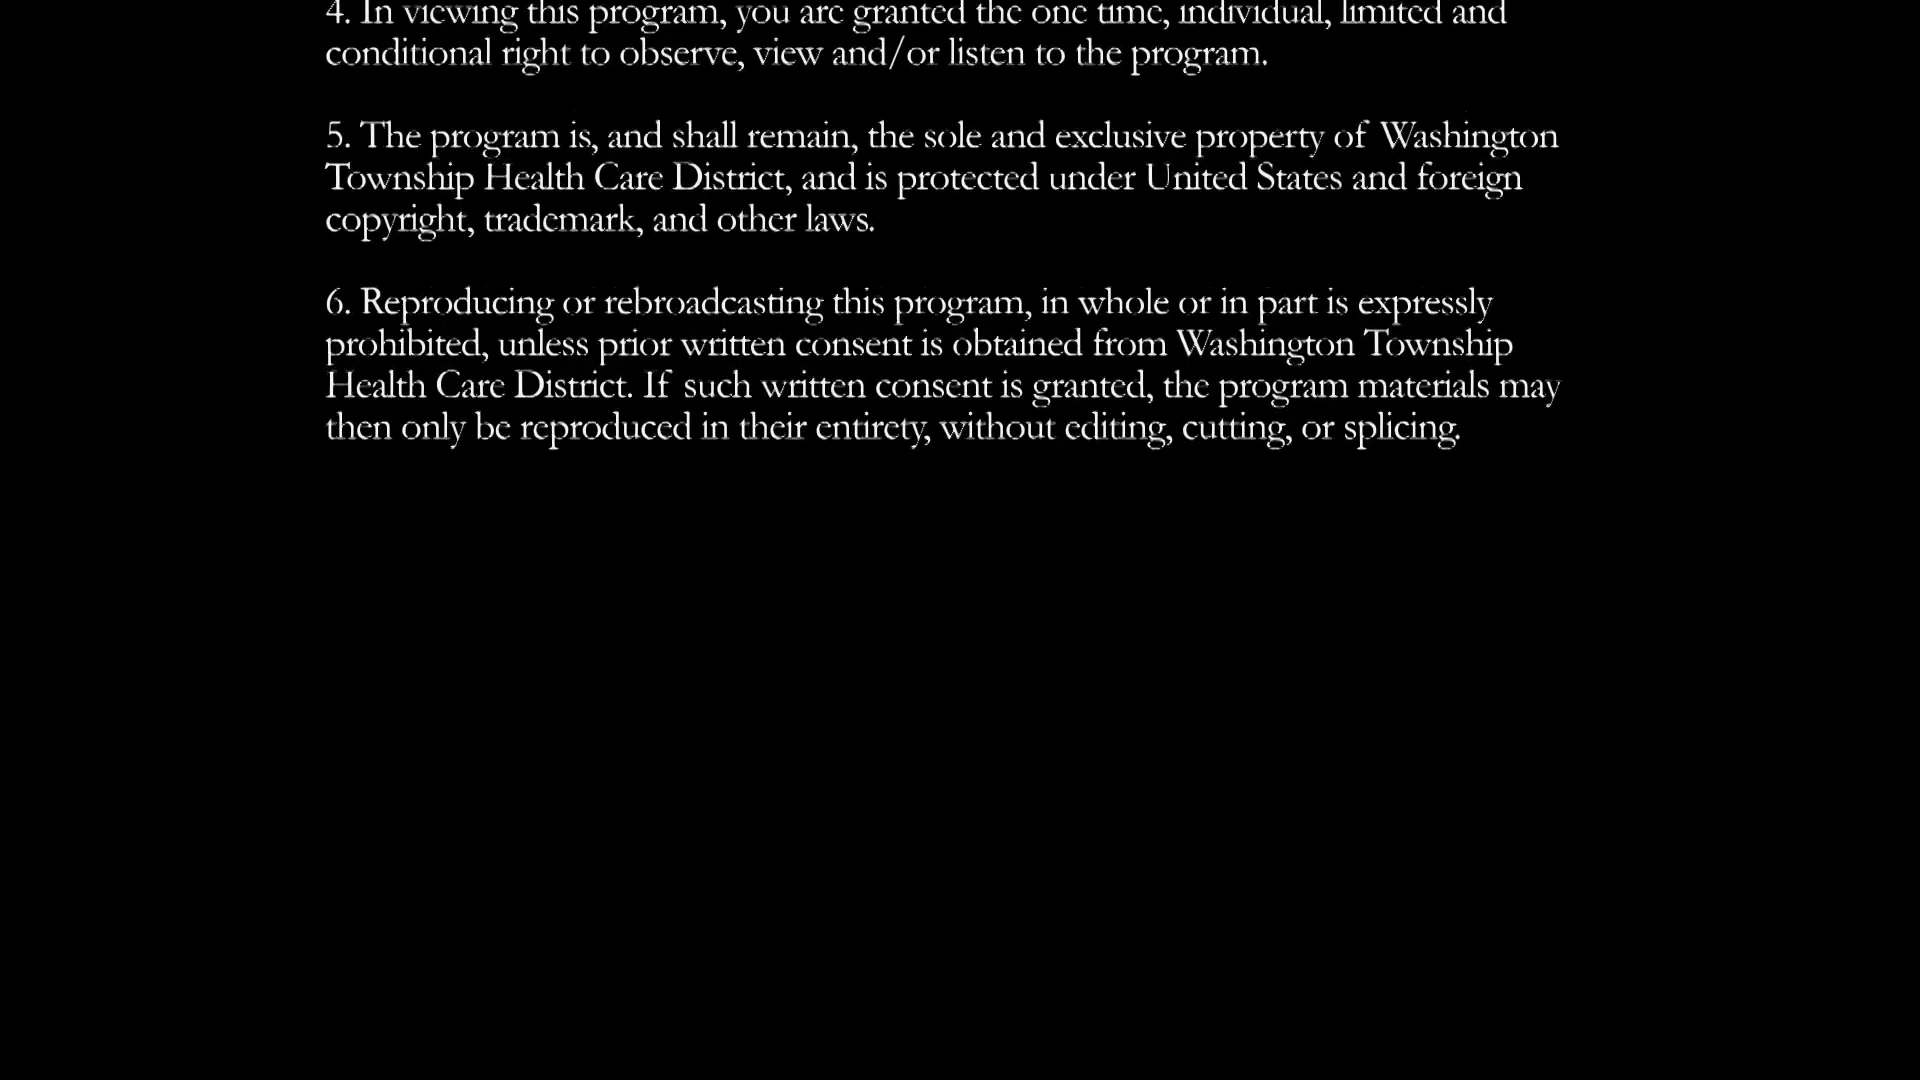 4. In viewing this program, you are granted the one time, individual, limited and
conditional right to observe, view and/or listen to the program.
5. The program is, and shall remain, the sole and exclusive property of Washington
Township Health Care District, and is protected under United States and foreign
copyright, trademark, and other laws.
6. Reproducing or rebroadcasting this program, in whole or in part is expressly
prohibited, unless prior written consent is obtained from Washington Township
Health Care District. If such written consent is granted, the program materials may
then only be reproduced in their entirety, without editing, cutting, or splicing.